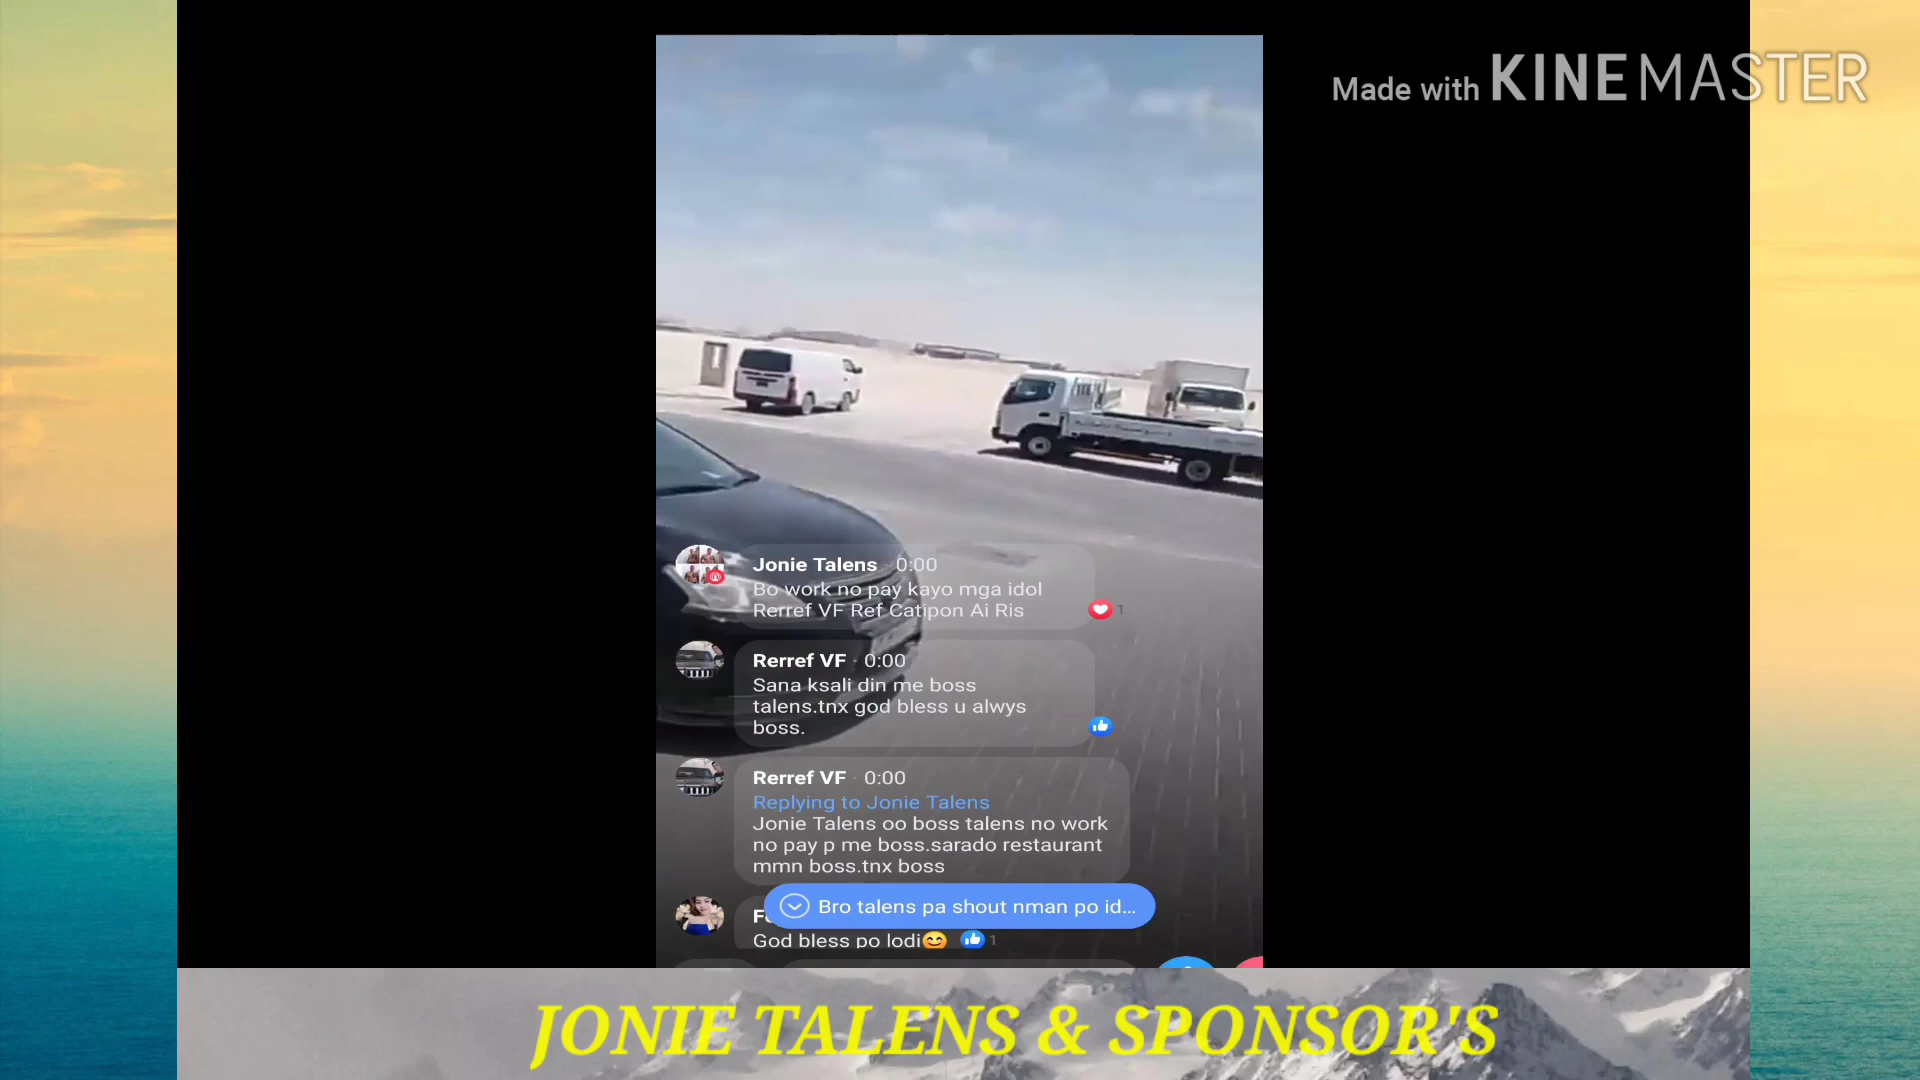 Made with KINEMASTER
Jonie Talens · 0:00
Bo work no pay kayo mga idol
Rerref VF Ref Catipon Ai Ris
1
Rerref VF · 0:00
Sana ksali din me boss
talens.tnx god bless u alwys
boss.
Rerref VF · 0:00
Replying to Jonie Talens
Jonie Talens oo boss talens no work
no pay p me boss.sarado restaurant
mmn boss.tnx boss
Bro talens pa shout nman po id...
God bless po lodi😊 1
JONIE TALENS & SPONSOR'S